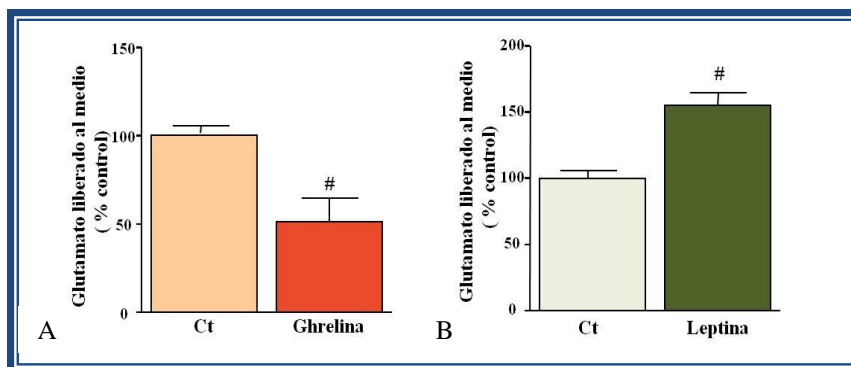 Glutamato liberado al medio
( % control)
150
100
50
0
#
Ct
Ghrelina
A
Glutamato liberado al medio
( % control)
200
150
100
50
0
#
Ct
Leptina
B